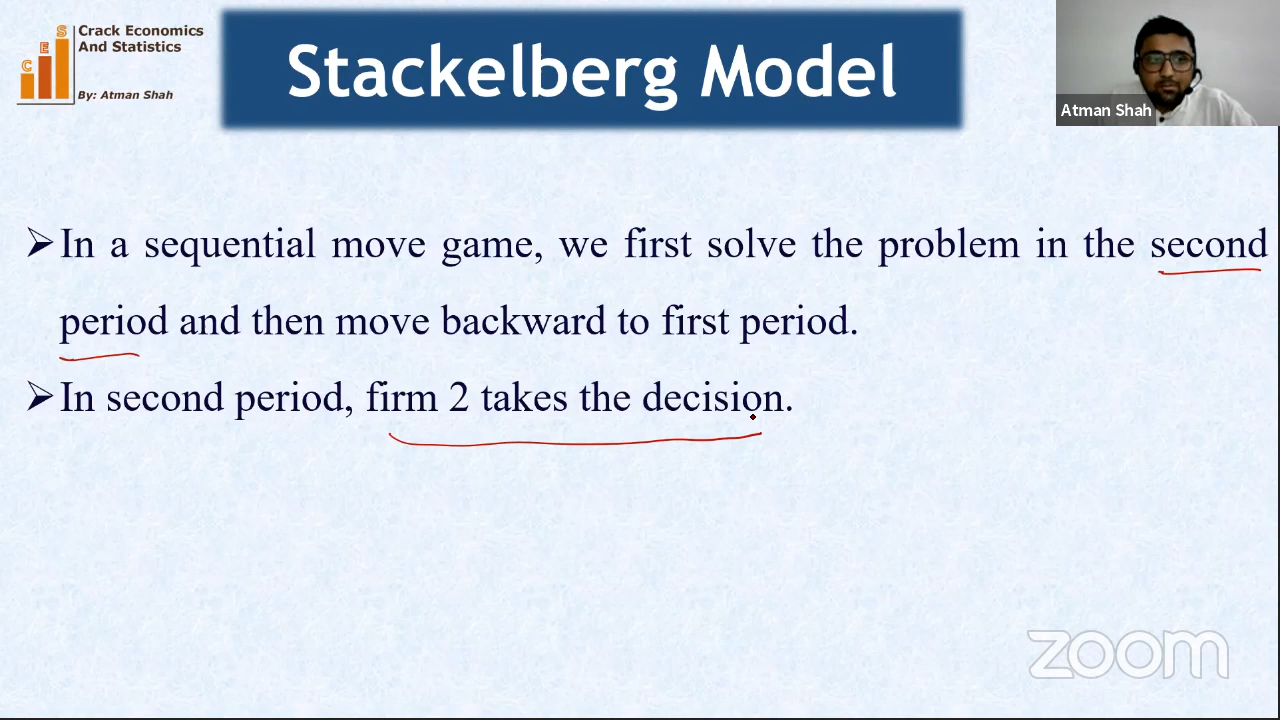 Crack Economics
And Statistics
C E S
By: Atman Shah
Stackelberg Model
Atman Shah
In a sequential move game, we first solve the problem in the second
period and then move backward to first period.
In second period, firm 2 takes the decision.
zoom